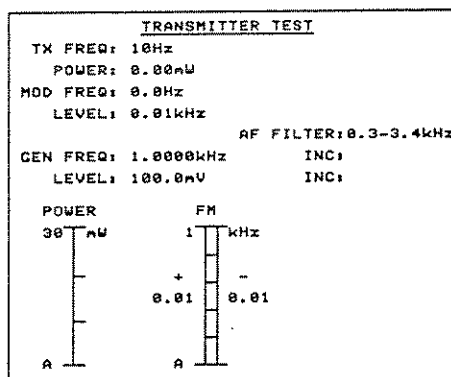 TRANSMITTER TEST
TX FREQ: 10Hz
POWER: 0.00mW
MOD FREQ: 0.0Hz
LEVEL: 0.01kHz
AF FILTER:0.3-3.4kHz
GEN FREQ: 1.0000kHz INC:
LEVEL: 100.0mV INC:
POWER FM
30 mW 1 kHz
+ -
0.01 0.01
A A